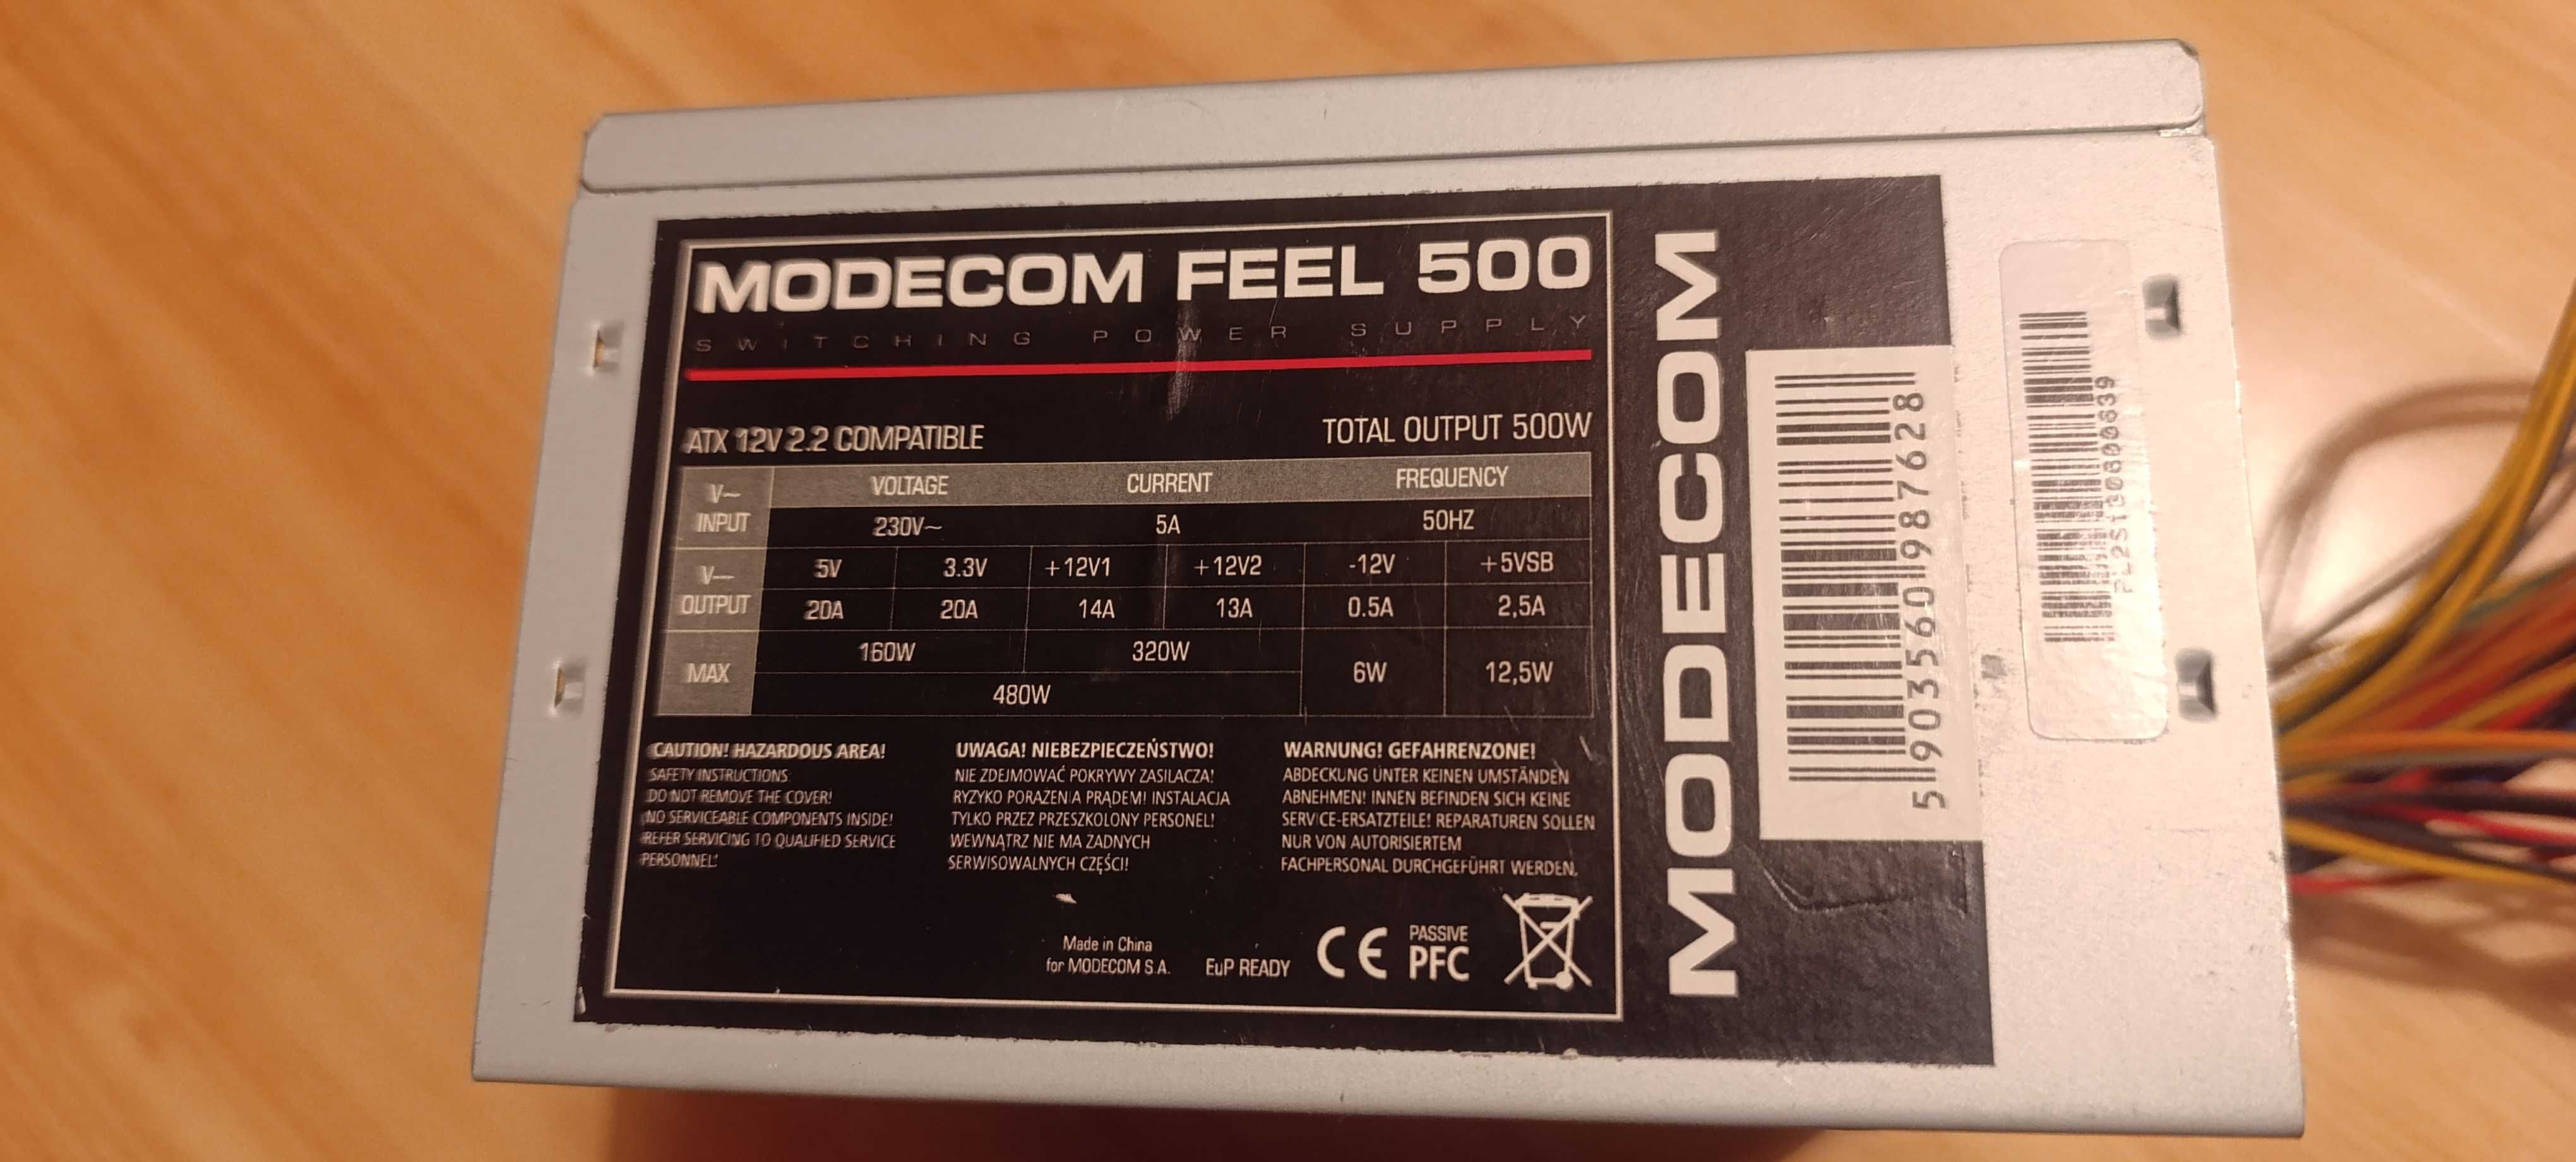 MODECOM FEEL 500
SWITCHING POWER SUPPLY
ATX 12V 2.2 COMPATIBLE TOTAL OUTPUT 500W
V~ INPUT VOLTAGE CURRENT FREQUENCY
230V~ 5A 50HZ
V⎓ OUTPUT 5V 3.3V +12V1 +12V2 -12V +5VSB
20A 20A 14A 13A 0.5A 2,5A
MAX 160W 320W 6W 12,5W
480W
CAUTION! HAZARDOUS AREA!
SAFETY INSTRUCTIONS:
DO NOT REMOVE THE COVER!
NO SERVICEABLE COMPONENTS INSIDE!
REFER SERVICING TO QUALIFIED SERVICE
PERSONNEL!
UWAGA! NIEBEZPIECZEŃSTWO!
NIE ZDEJMOWAĆ POKRYWY ZASILACZA!
RYZYKO PORAŻENIA PRĄDEM! INSTALACJA
TYLKO PRZEZ PRZESZKOLONY PERSONEL!
WEWNĄTRZ NIE MA ŻADNYCH
SERWISOWALNYCH CZĘŚCI!
WARNUNG! GEFAHRENZONE!
ABDECKUNG UNTER KEINEN UMSTÄNDEN
ABNEHMEN! INNEN BEFINDEN SICH KEINE
SERVICE-ERSATZTEILE! REPARATUREN SOLLEN
NUR VON AUTORISIERTEM
FACHPERSONAL DURCHGEFÜHRT WERDEN.
Made in China
for MODECOM S.A.
EuP READY
CE
PASSIVE
PFC
MODECOM
5903560987628